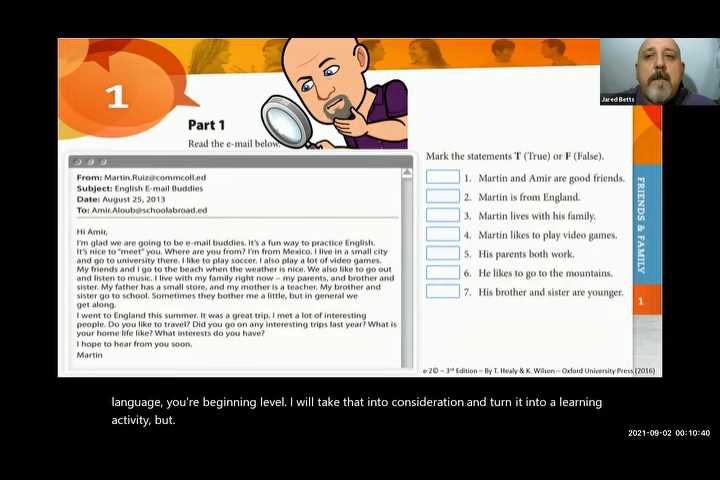 1
Part 1
Read the e-mail below.
From: Martin.Ruiz@commcoll.ed
Subject: English E-mail Buddies
Date: August 25, 2013
To: Amir.Aloub@schoolabroad.ed
Hi Amir,
I'm glad we are going to be e-mail buddies. It's a fun way to practice English.
It's nice to "meet" you. Where are you from? I'm from Mexico. I live in a small city
and go to university there. I like to play soccer. I also play a lot of video games.
My friends and I go to the beach when the weather is nice. We also like to go out
and listen to music. I live with my family right now – my parents, and brother and
sister. My father has a small store, and my mother is a teacher. My brother and
sister go to school. Sometimes they bother me a little, but in general we
get along.
I went to England this summer. It was a great trip. I met a lot of interesting
people. Do you like to travel? Did you go on any interesting trips last year? What is
your home life like? What interests do you have?
I hope to hear from you soon.
Martin
Mark the statements T (True) or F (False).
1. Martin and Amir are good friends.
2. Martin is from England.
3. Martin lives with his family.
4. Martin likes to play video games.
5. His parents both work.
6. He likes to go to the mountains.
7. His brother and sister are younger.
Jared Betts
FRIENDS & FAMILY
1
e 2© – 3rd Edition – By T. Healy & K. Wilson – Oxford University Press (2016)
language, you're beginning level. I will take that into consideration and turn it into a learning
activity, but.
2021-09-02 00:10:40